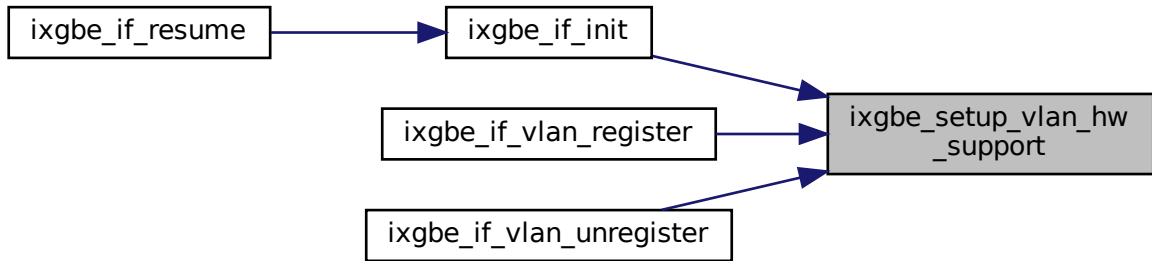 ixgbe_if_resume
ixgbe_if_init
ixgbe_setup_vlan_hw
_support
ixgbe_if_vlan_register
ixgbe_if_vlan_unregister